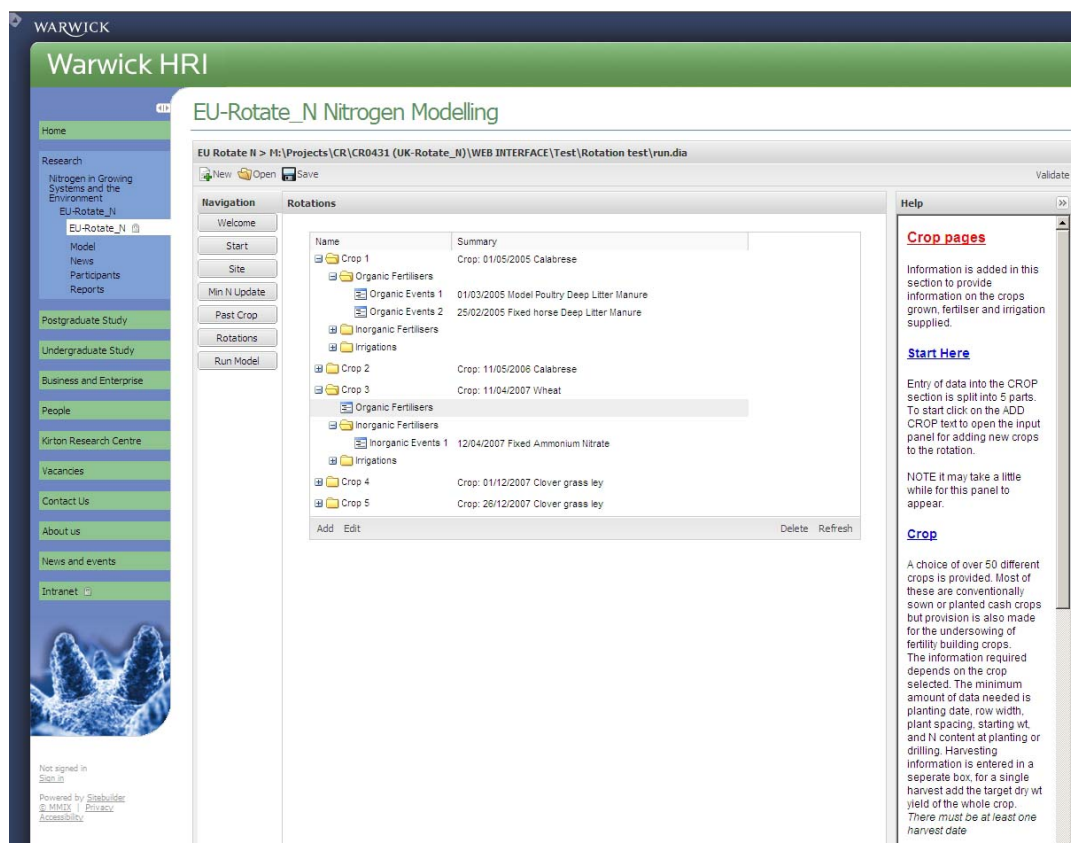 WARWICK
Warwick HRI
EU-Rotate_N Nitrogen Modelling
Home
Research
Nitrogen in Growing
Systems and the
Environment
EU-Rotate_N
EU-Rotate_N
Model
News
Participants
Reports
Postgraduate Study
Undergraduate Study
Business and Enterprise
People
Kirton Research Centre
Vacancies
Contact Us
About us
News and events
Intranet
Not signed in
Sign in
Powered by Sitebuilder
© MMIX | Privacy
Accessibility
EU Rotate N > M:\Projects\CR\CR0431 (UK-Rotate_N)\WEB INTERFACE\Test\Rotation test\run.dia
New Open Save Validate
Navigation
Welcome
Start
Site
Min N Update
Past Crop
Rotations
Run Model
Rotations
Name Summary
Crop 1 Crop: 01/05/2005 Calabrese
Organic Fertilisers
Organic Events 1 01/03/2005 Model Poultry Deep Litter Manure
Organic Events 2 25/02/2005 Fixed horse Deep Litter Manure
Inorganic Fertilisers
Irrigations
Crop 2 Crop: 11/05/2006 Calabrese
Crop 3 Crop: 11/04/2007 Wheat
Organic Fertilisers
Inorganic Fertilisers
Inorganic Events 1 12/04/2007 Fixed Ammonium Nitrate
Irrigations
Crop 4 Crop: 01/12/2007 Clover grass ley
Crop 5 Crop: 26/12/2007 Clover grass ley
Add Edit Delete Refresh
Help
Crop pages
Information is added in this
section to provide
information on the crops
grown, fertilser and irrigation
supplied.
Start Here
Entry of data into the CROP
section is split into 5 parts.
To start click on the ADD
CROP text to open the input
panel for adding new crops
to the rotation.
NOTE it may take a little
while for this panel to
appear.
Crop
A choice of over 50 different
crops is provided. Most of
these are conventionally
sown or planted cash crops
but provision is also made
for the undersowing of
fertility building crops.
The information required
depends on the crop
selected. The minimum
amount of data needed is
planting date, row width,
plant spacing, starting wt,
and N content at planting or
drilling. Harvesting
information is entered in a
seperate box, for a single
harvest add the target dry wt
yield of the whole crop.
There must be at least one
harvest date